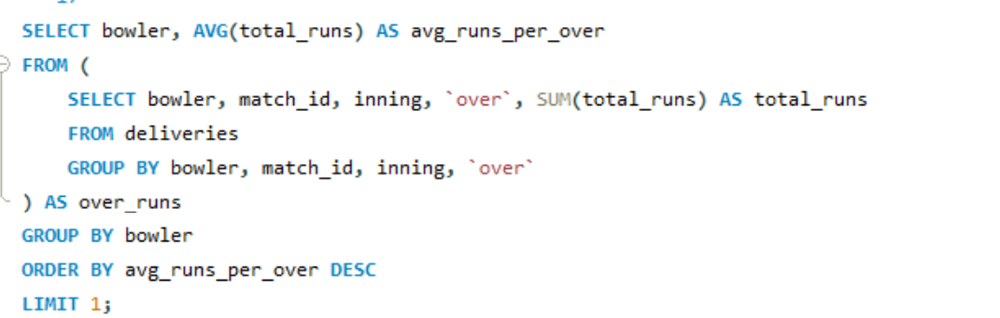 SELECT bowler, AVG(total_runs) AS avg_runs_per_over
FROM (
    SELECT bowler, match_id, inning, `over`, SUM(total_runs) AS total_runs
    FROM deliveries
    GROUP BY bowler, match_id, inning, `over`
) AS over_runs
GROUP BY bowler
ORDER BY avg_runs_per_over DESC
LIMIT 1;